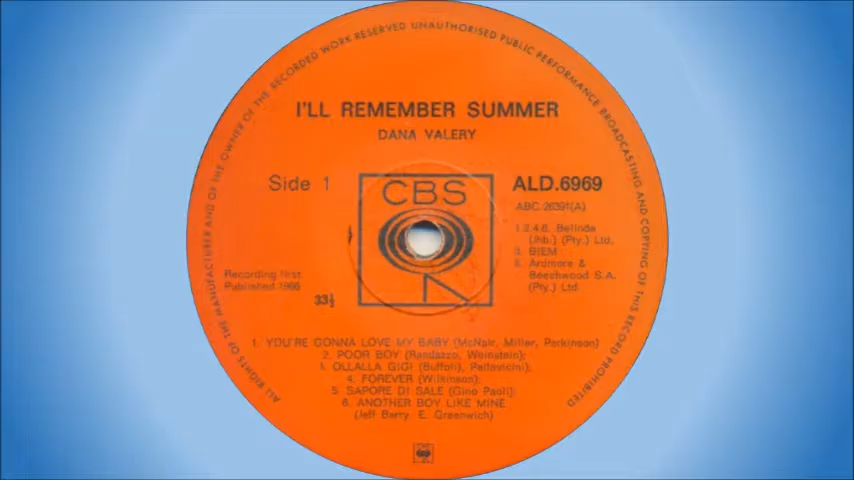 ALL RIGHTS OF THE MANUFACTURER AND OF THE OWNER OF THE RECORDED WORK RESERVED UNAUTHORISED PUBLIC PERFORMANCE BROADCASTING AND COPYING OF THIS RECORD PROHIBITED
I'LL REMEMBER SUMMER
DANA VALERY
Side 1
CBS
ALD.6969
ABC.26391(A)
1.2.4.6. Belinda
(Jhb.) (Pty.) Ltd.
3. BIEM
Ardmore &
Beechwood S.A.
(Pty.) Ltd
Recording first
Published 1966
33⅓
1. YOU'RE GONNA LOVE MY BABY (McNair, Miller, Parkinson)
2. POOR BOY (Randazzo, Weinstein);
3. OLLALLA GIGI (Buffoli, Pallavicini);
4. FOREVER (Wilkinson);
5. SAPORE DI SALE (Gino Paoli);
6. ANOTHER BOY LIKE MINE
(Jeff Barry. E. Greenwich)
CBS